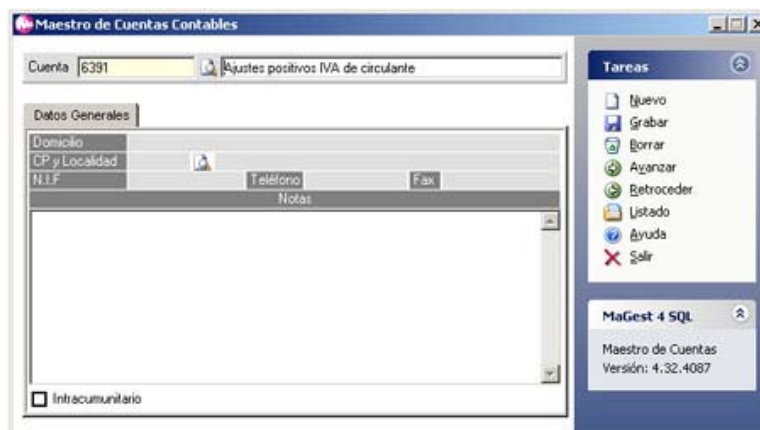 Maestro de Cuentas Contables
Cuenta 6391 Ajustes positivos IVA de circulante
Datos Generales
Domicilio
CP y Localidad
N.I.F Teléfono Fax
Notas
Intracumunitario
Tareas
Nuevo
Grabar
Borrar
Avanzar
Retroceder
Listado
Ayuda
Salir
MaGest 4 SQL
Maestro de Cuentas
Versión: 4.32.4087